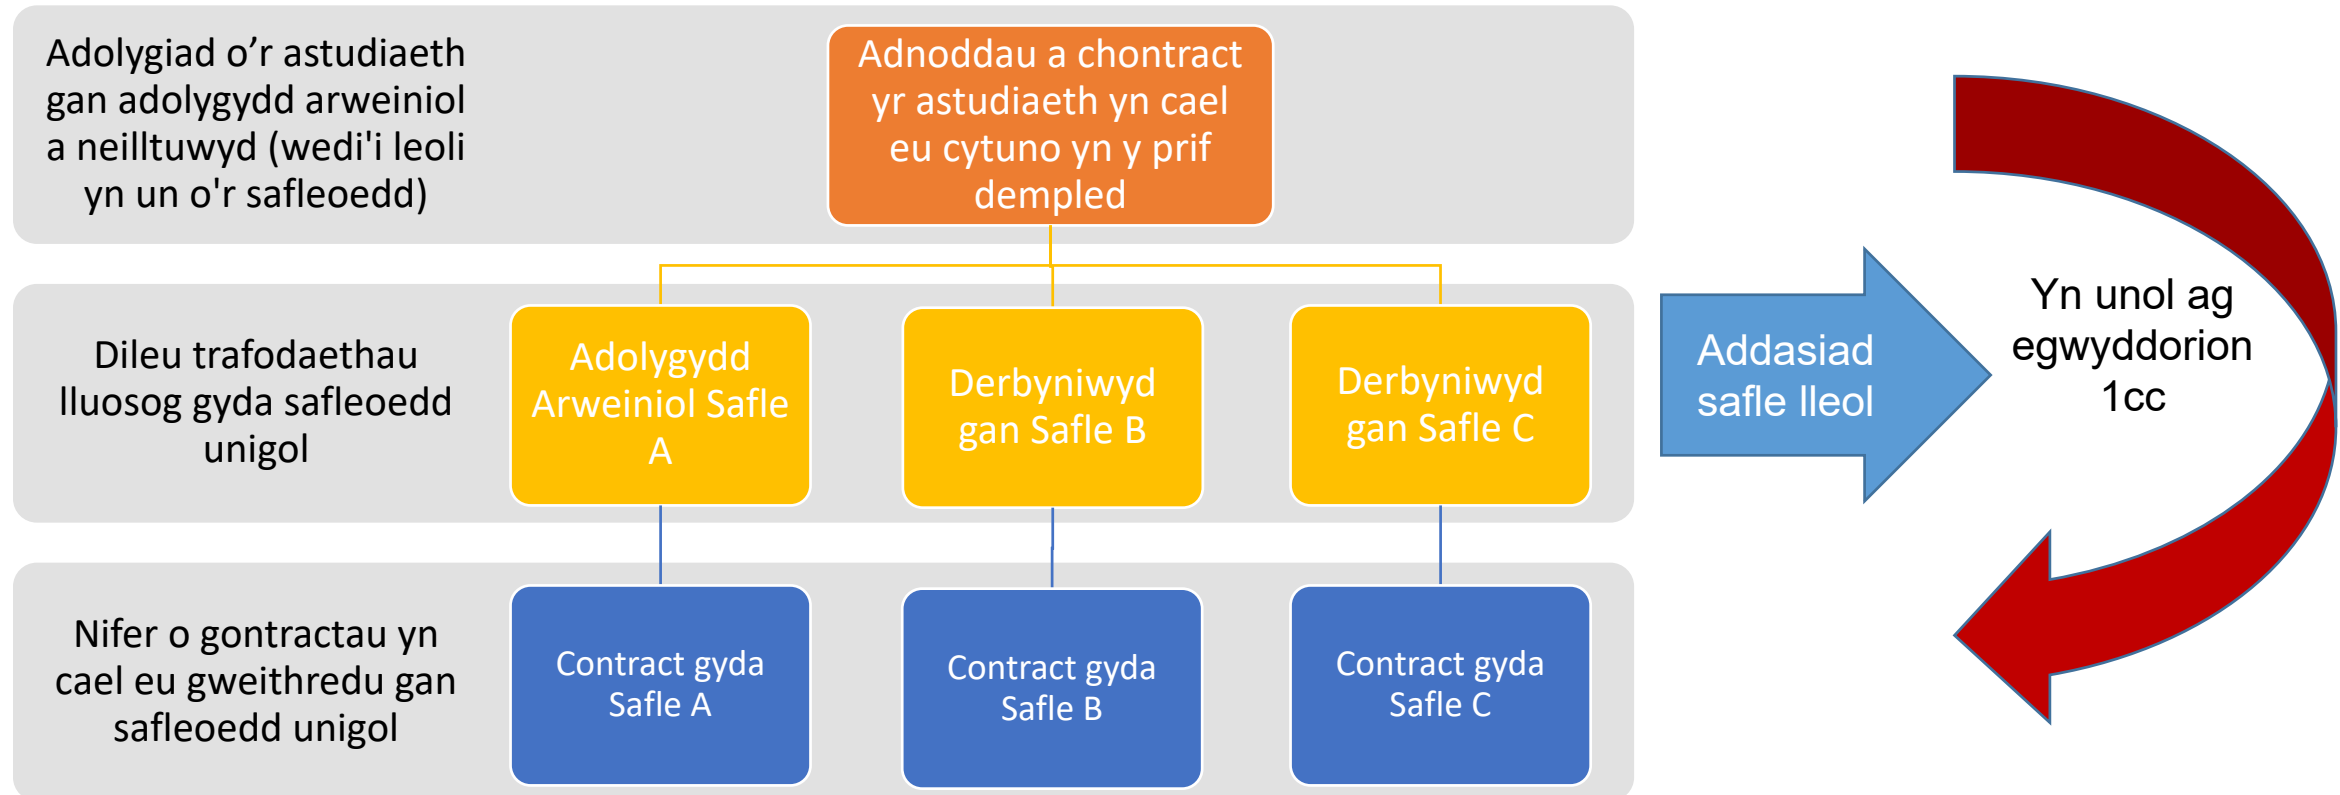 Adolygiad o’r astudiaeth
gan adolygydd arweiniol
a neilltuwyd (wedi'i leoli
yn un o'r safleoedd)
Adnoddau a chontract
yr astudiaeth yn cael
eu cytuno yn y prif
dempled
Dileu trafodaethau
lluosog gyda safleoedd
unigol
Adolygydd
Arweiniol Safle
A
Derbyniwyd
gan Safle B
Derbyniwyd
gan Safle C
Addasiad
safle lleol
Yn unol ag
egwyddorion
1cc
Nifer o gontractau yn
cael eu gweithredu gan
safleoedd unigol
Contract gyda
Safle A
Contract gyda
Safle B
Contract gyda
Safle C